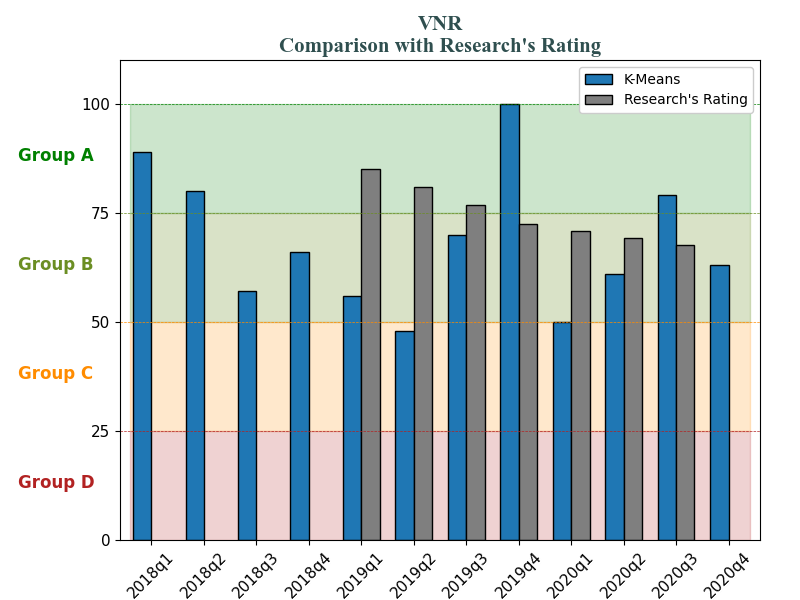 VNR
Comparison with Research's Rating
K-Means
Research's Rating
100
Group A
75
Group B
50
Group C
25
Group D
0
2018q1
2018q2
2018q3
2018q4
2019q1
2019q2
2019q3
2019q4
2020q1
2020q2
2020q3
2020q4